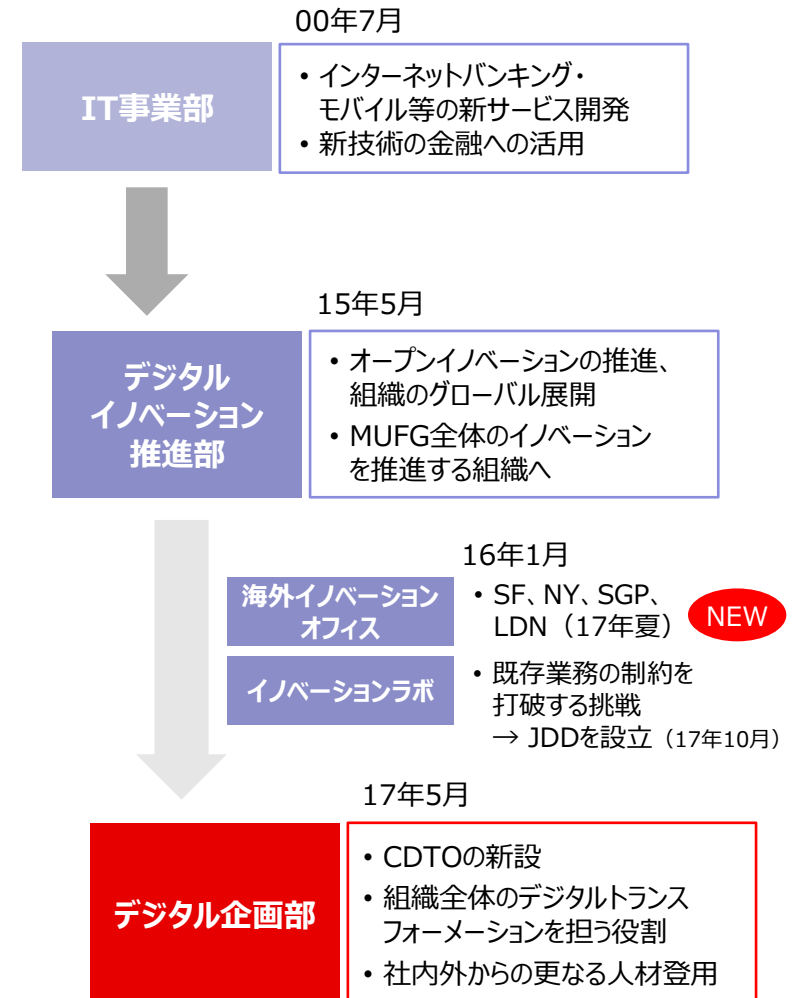 00年7月
IT事業部
• インターネットバンキング・
モバイル等の新サービス開発
• 新技術の金融への活用
15年5月
デジタル
イノベーション
推進部
• オープンイノベーションの推進、
組織のグローバル展開
• MUFG全体のイノベーション
を推進する組織へ
16年1月
海外イノベーション
オフィス
• SF、NY、SGP、
LDN（17年夏）
NEW
イノベーションラボ
• 既存業務の制約を
打破する挑戦
→ JDDを設立（17年10月）
17年5月
デジタル企画部
• CDTOの新設
• 組織全体のデジタルトランス
フォーメーションを担う役割
• 社内外からの更なる人材登用